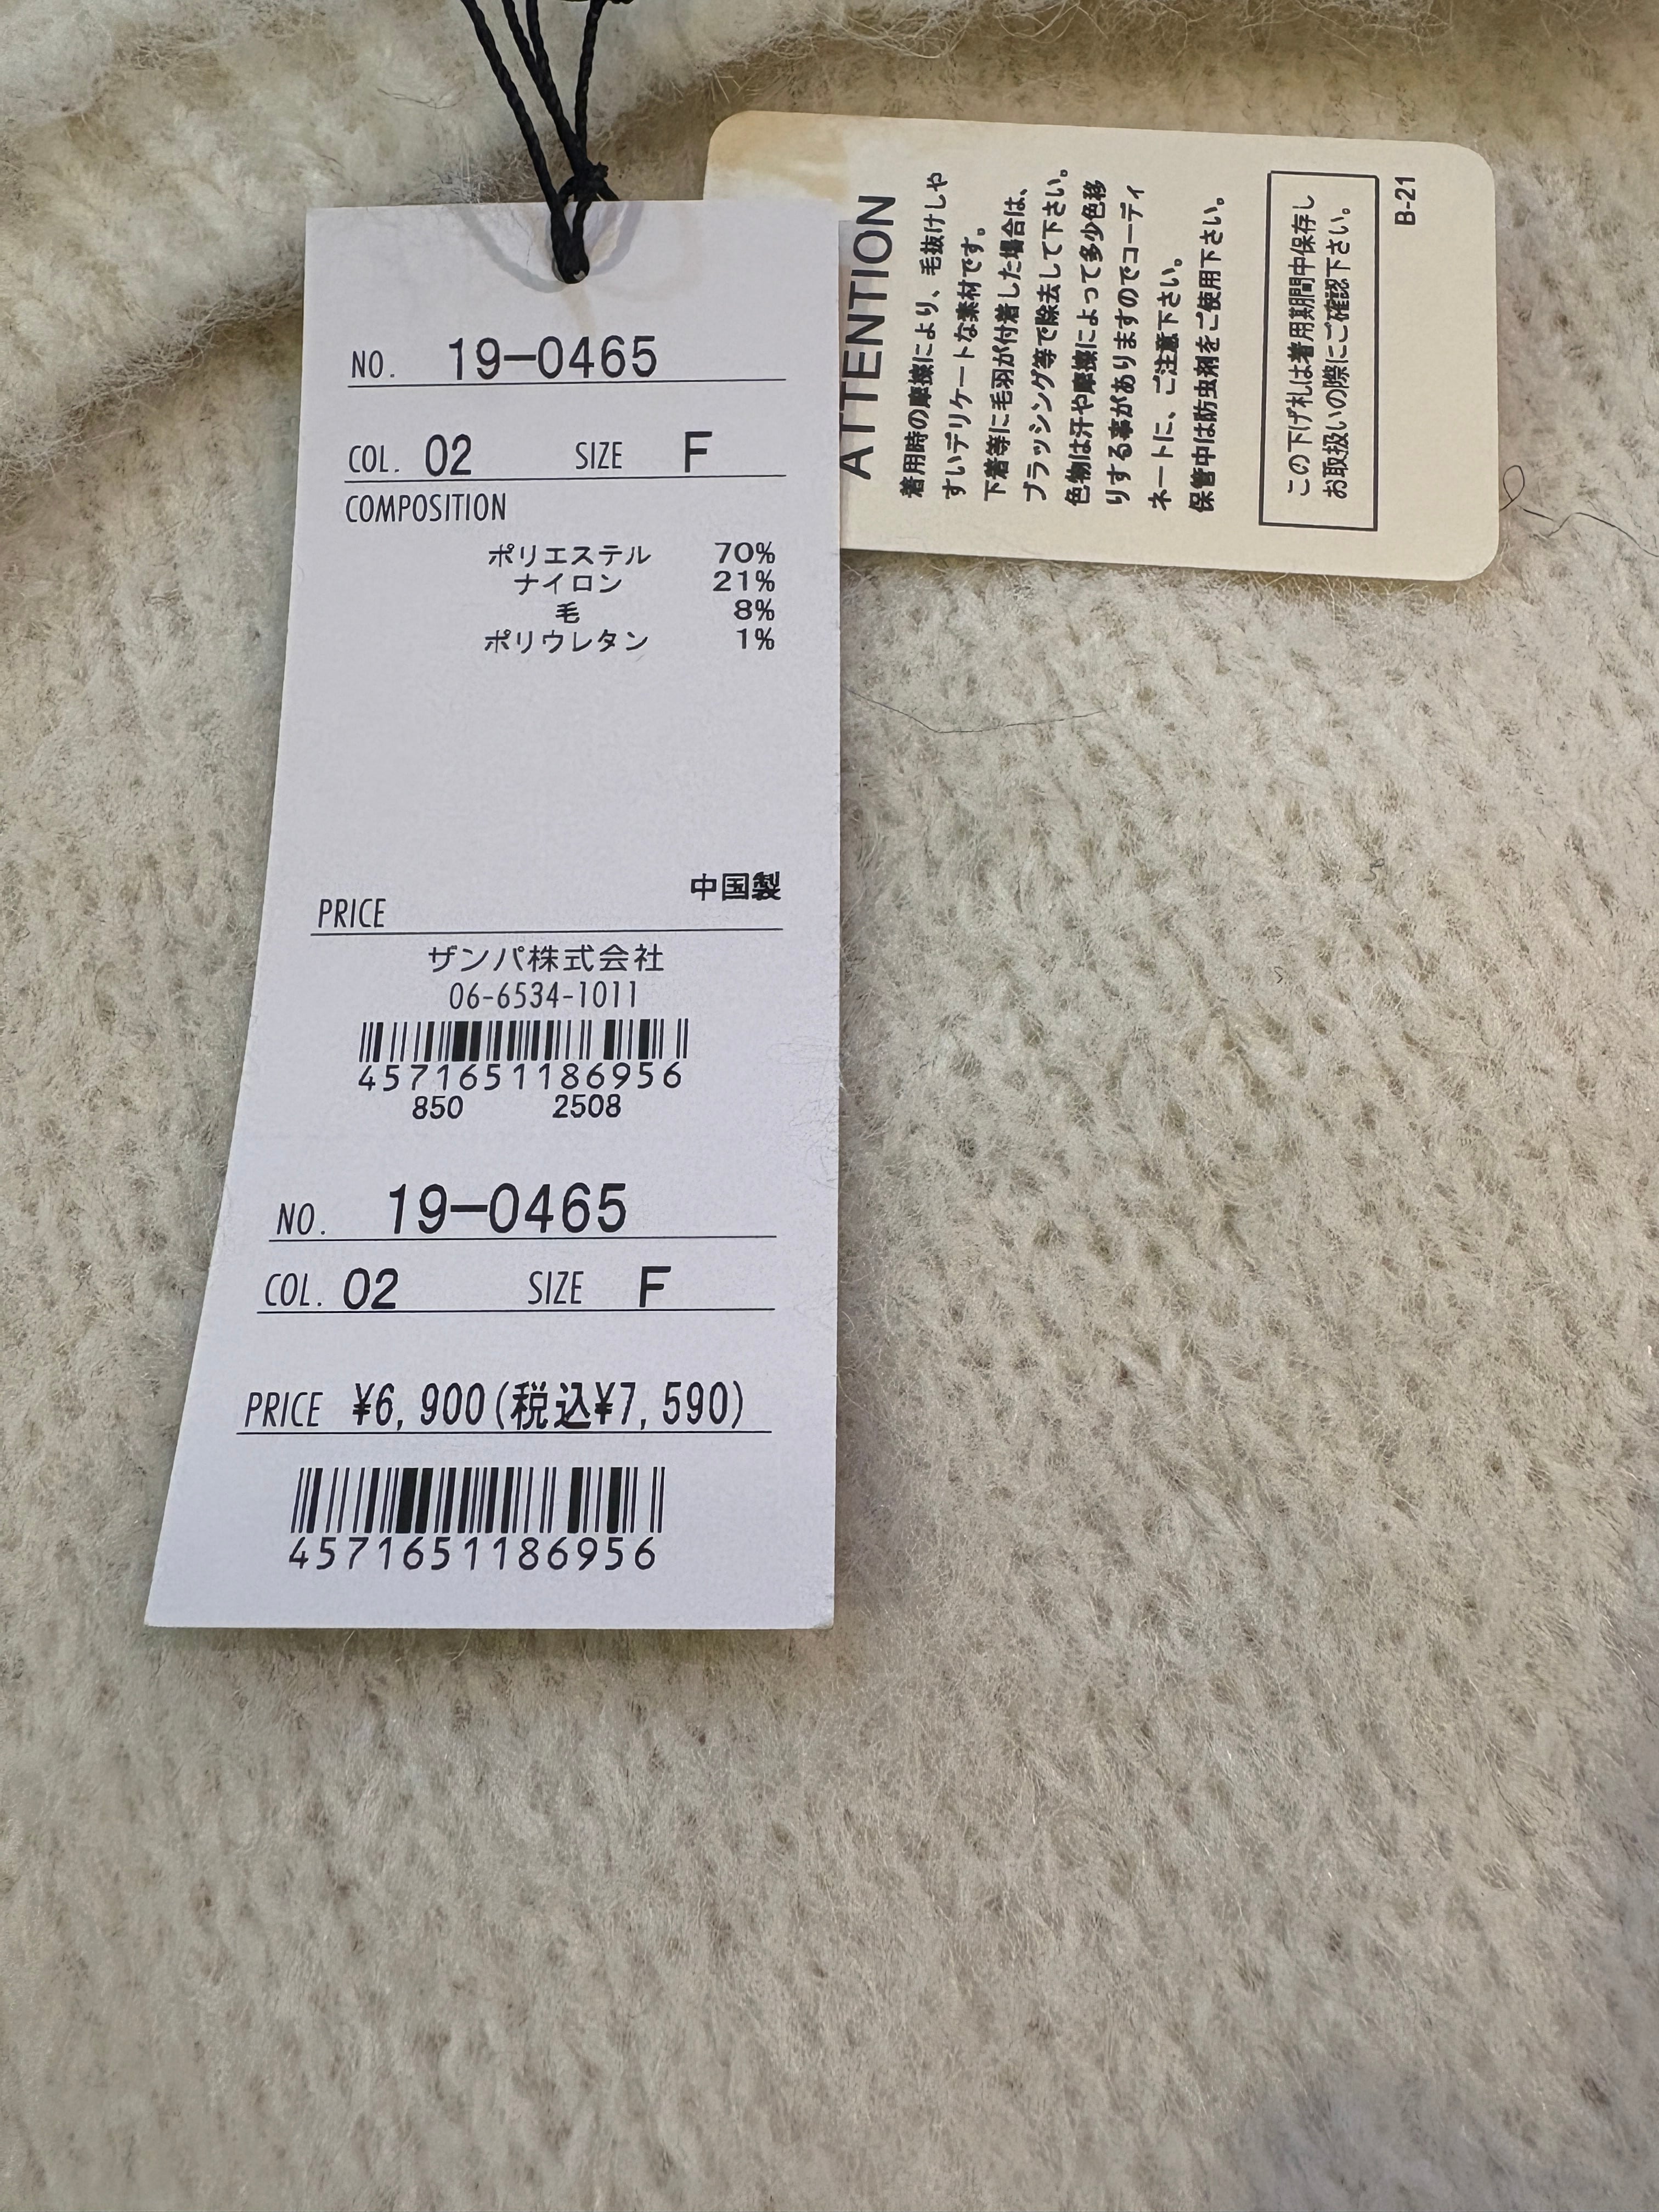 NO. 19-0465
COL. 02 SIZE F
COMPOSITION
ポリエステル 70%
ナイロン 21%
毛 8%
ポリウレタン 1%
中国製
PRICE
ザンパ株式会社
06-6534-1011
4571651186956
850 2508
NO. 19-0465
COL. 02 SIZE F
PRICE ¥6,900(税込¥7,590)
4571651186956
ATTENTION
着用時の摩擦により、毛抜けしや
すいデリケートな素材です。
下着等に毛羽が付着した場合は、
ブラッシング等で除去して下さい。
色物は汗や摩擦によって多少色移
りする事がありますのでコーディ
ネートに、ご注意下さい。
保管中は防虫剤をご使用下さい。
この下げ札は着用期間中保存し
お取扱いの際にご確認下さい。
B-21